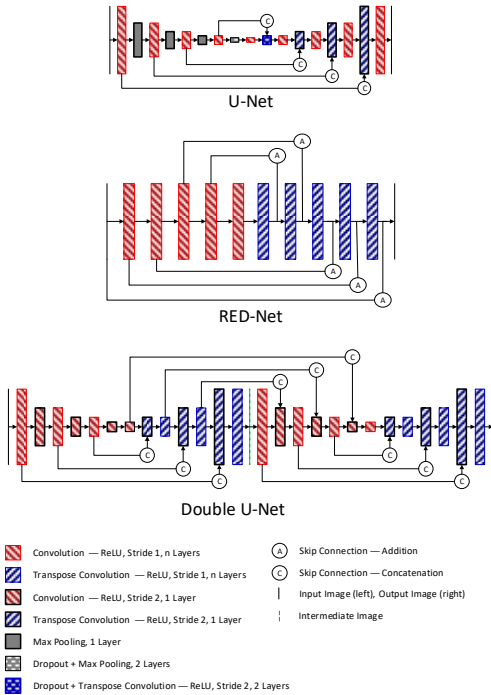 C
C
C
C
U-Net
A
A
A
A
A
RED-Net
C
C
C
C
C
C
C
C
C
Double U-Net
Convolution — ReLU, Stride 1, n Layers
Transpose Convolution — ReLU, Stride 1, n Layers
Convolution — ReLU, Stride 2, 1 Layer
Transpose Convolution — ReLU, Stride 2, 1 Layer
Max Pooling, 1 Layer
Dropout + Max Pooling, 2 Layers
Dropout + Transpose Convolution — ReLU, Stride 2, 2 Layers
A Skip Connection — Addition
C Skip Connection — Concatenation
Input Image (left), Output Image (right)
Intermediate Image